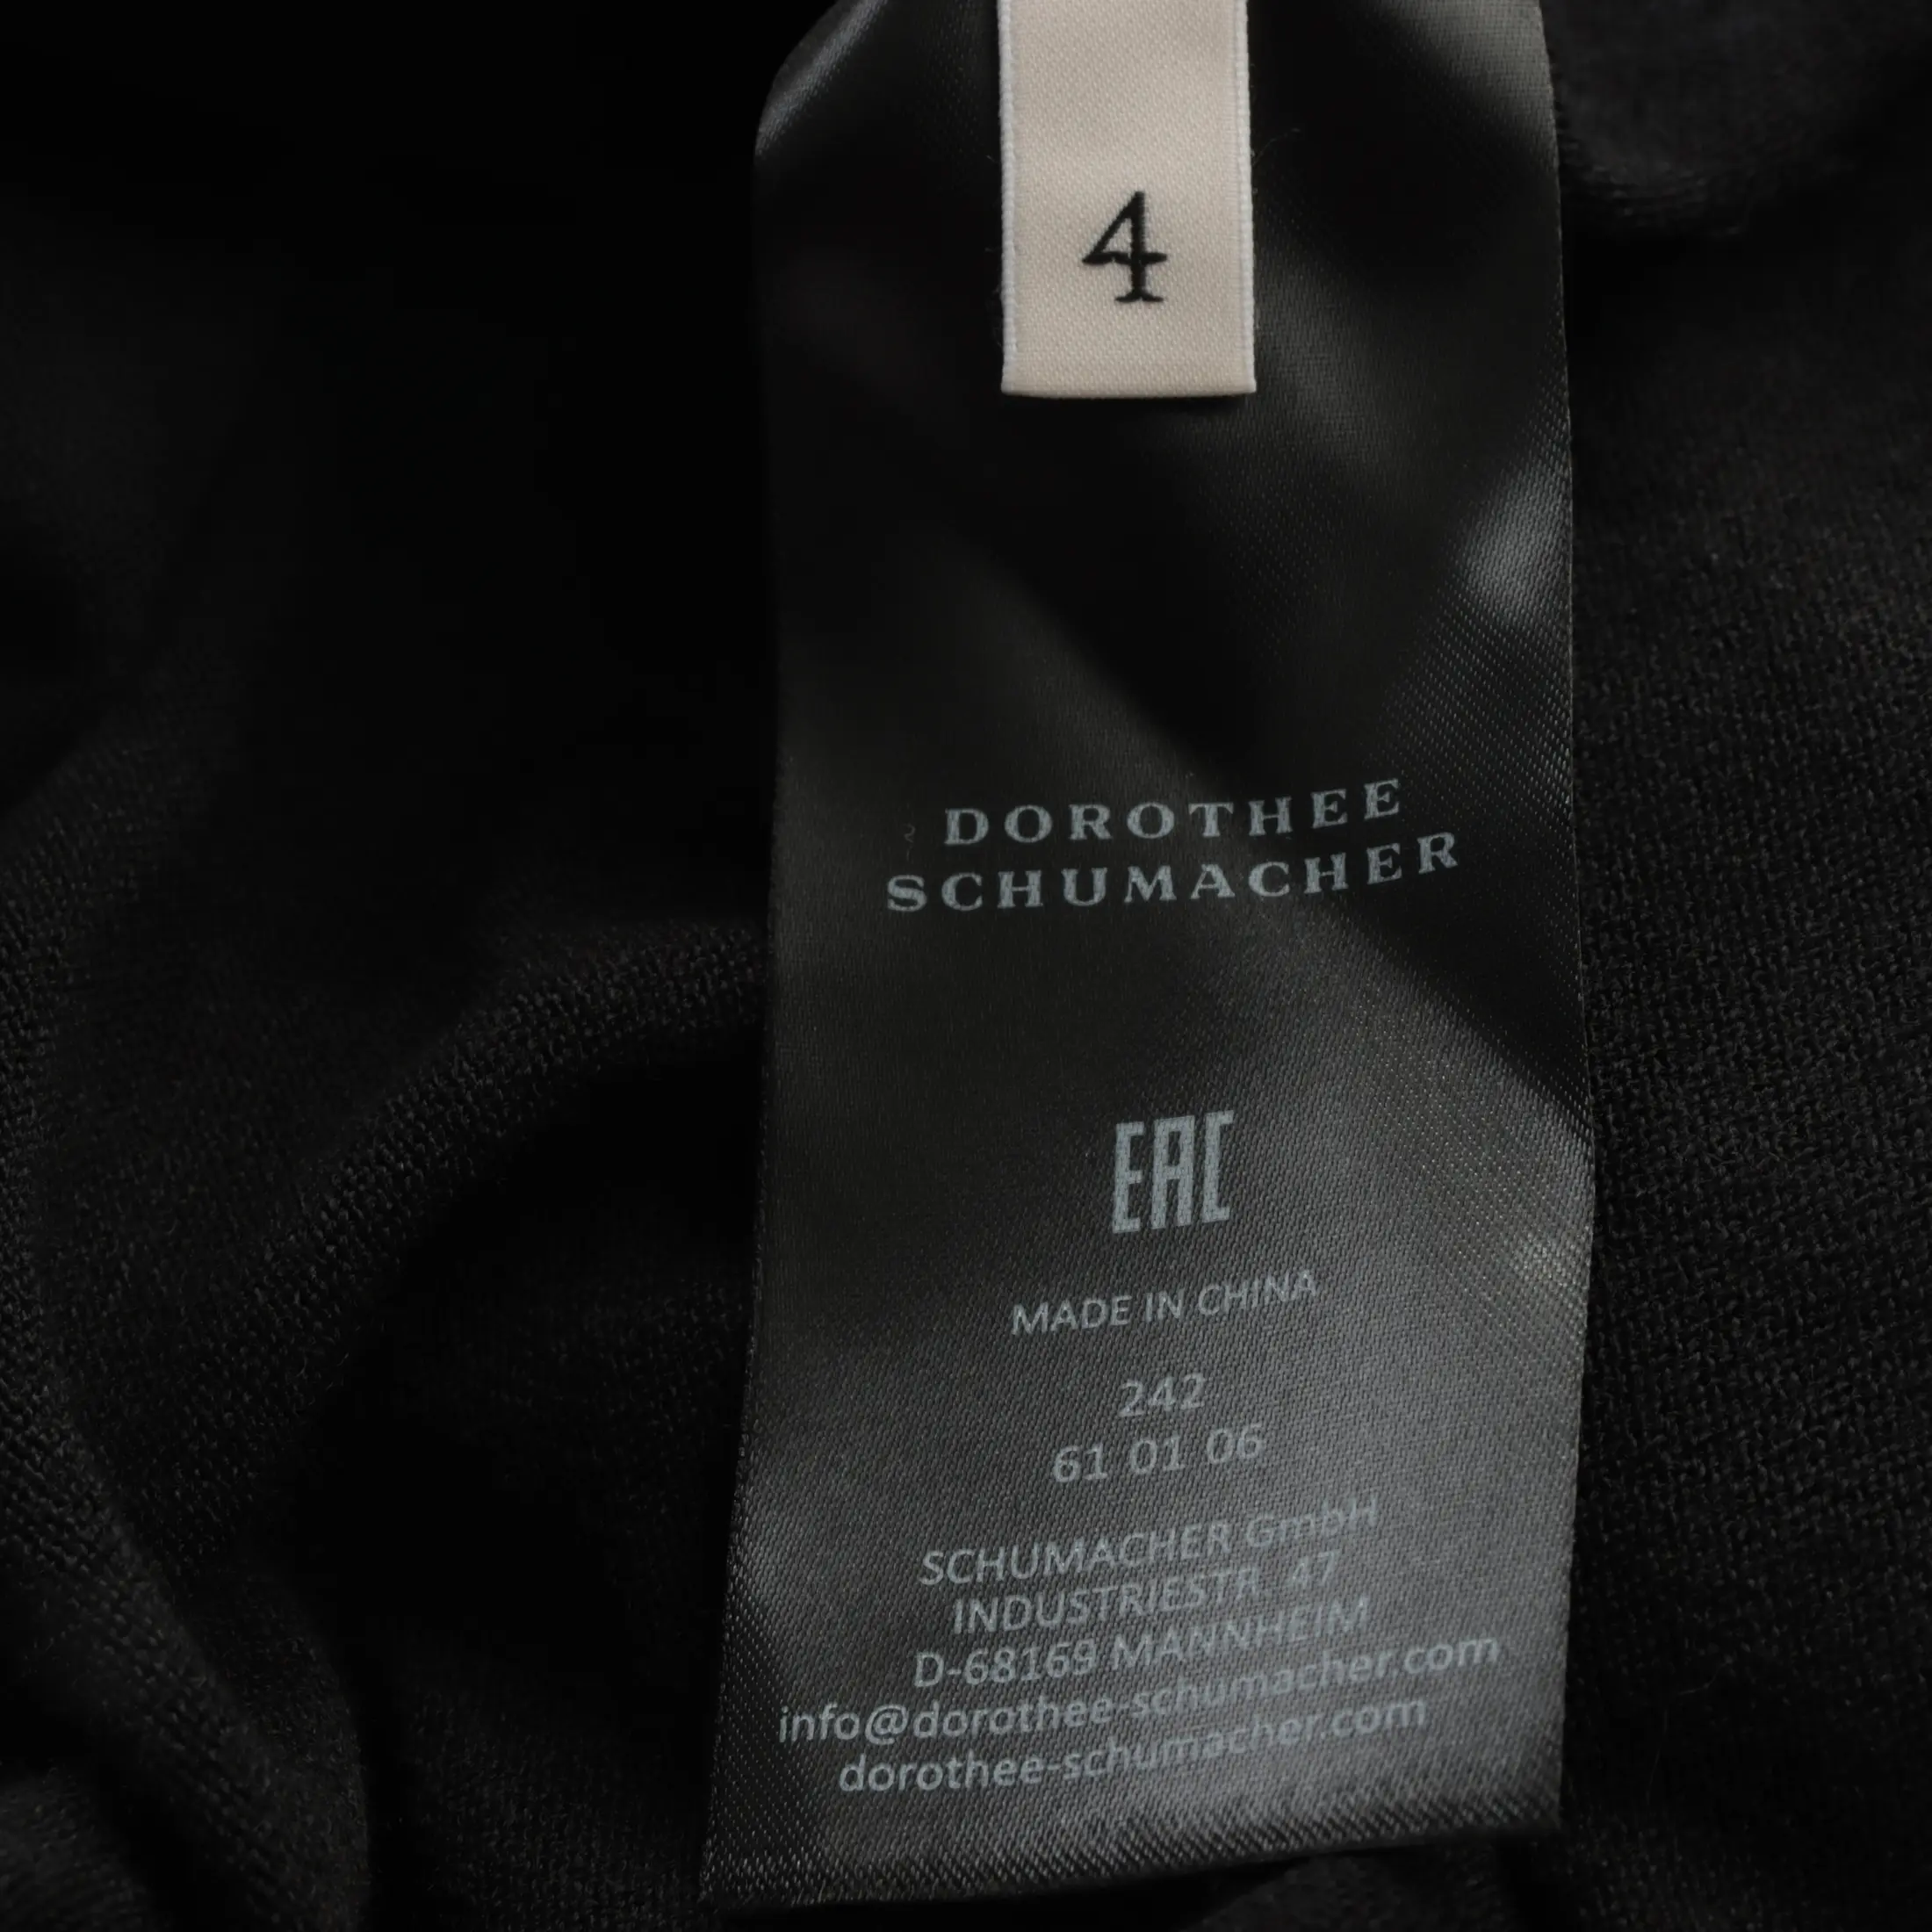 4
DOROTHEE
SCHUMACHER
EAC
MADE IN CHINA
242
61 01 06
SCHUMACHER GmbH
INDUSTRIESTR. 47
D-68169 MANNHEIM
info@dorothee-schumacher.com
dorothee-schumacher.com